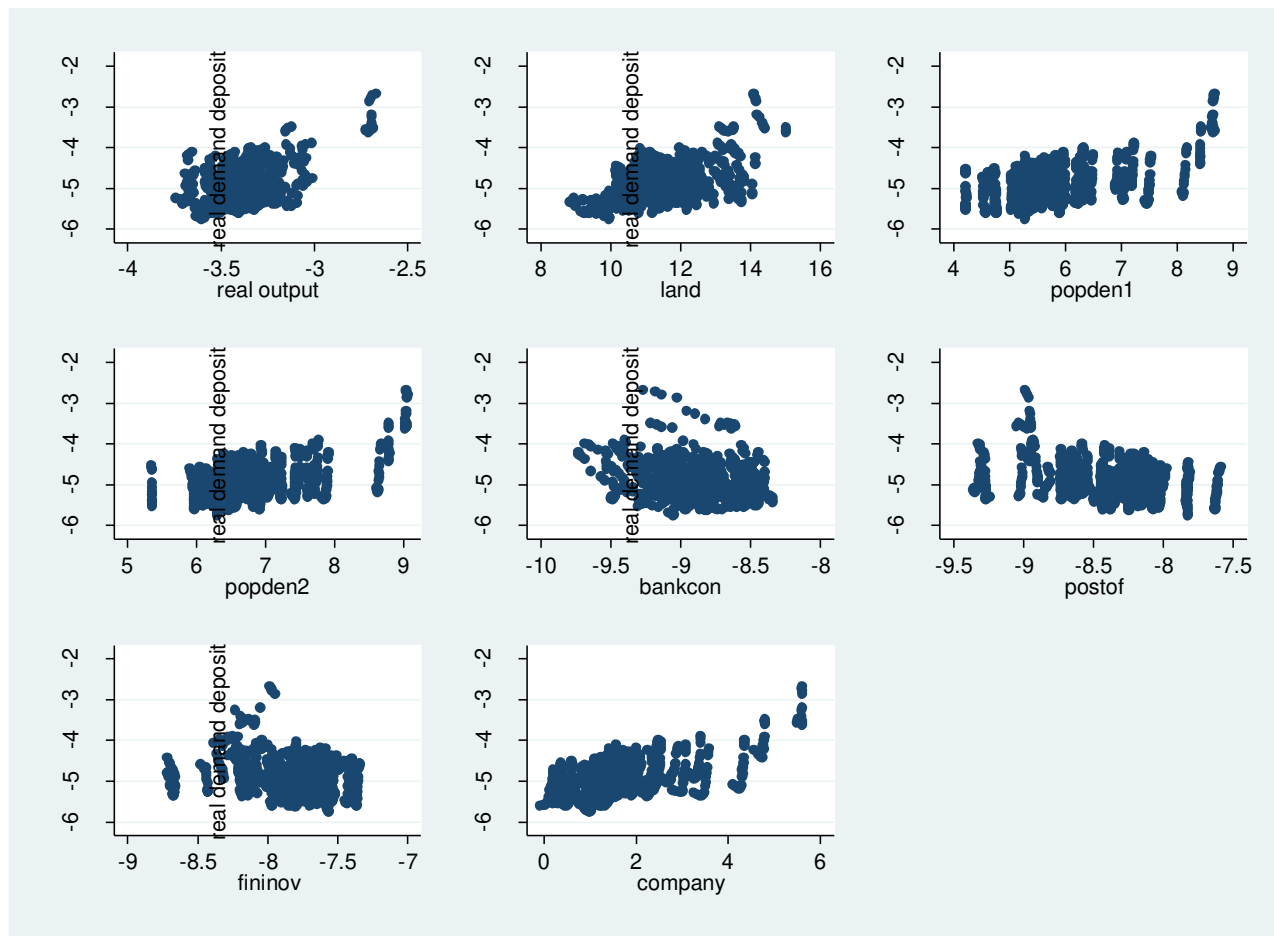 real demand deposit
-2
-3
-4
-5
-6
-4 -3.5 -3 -2.5
real output
real demand deposit
-2
-3
-4
-5
-6
8 10 12 14 16
land
-2
-3
-4
-5
-6
4 5 6 7 8 9
popden1
real demand deposit
-2
-3
-4
-5
-6
5 6 7 8 9
popden2
real demand deposit
-2
-3
-4
-5
-6
-10 -9.5 -9 -8.5 -8
bankcon
-2
-3
-4
-5
-6
-9.5 -9 -8.5 -8 -7.5
postof
real demand deposit
-2
-3
-4
-5
-6
-9 -8.5 -8 -7.5 -7
fininov
-2
-3
-4
-5
-6
0 2 4 6
company